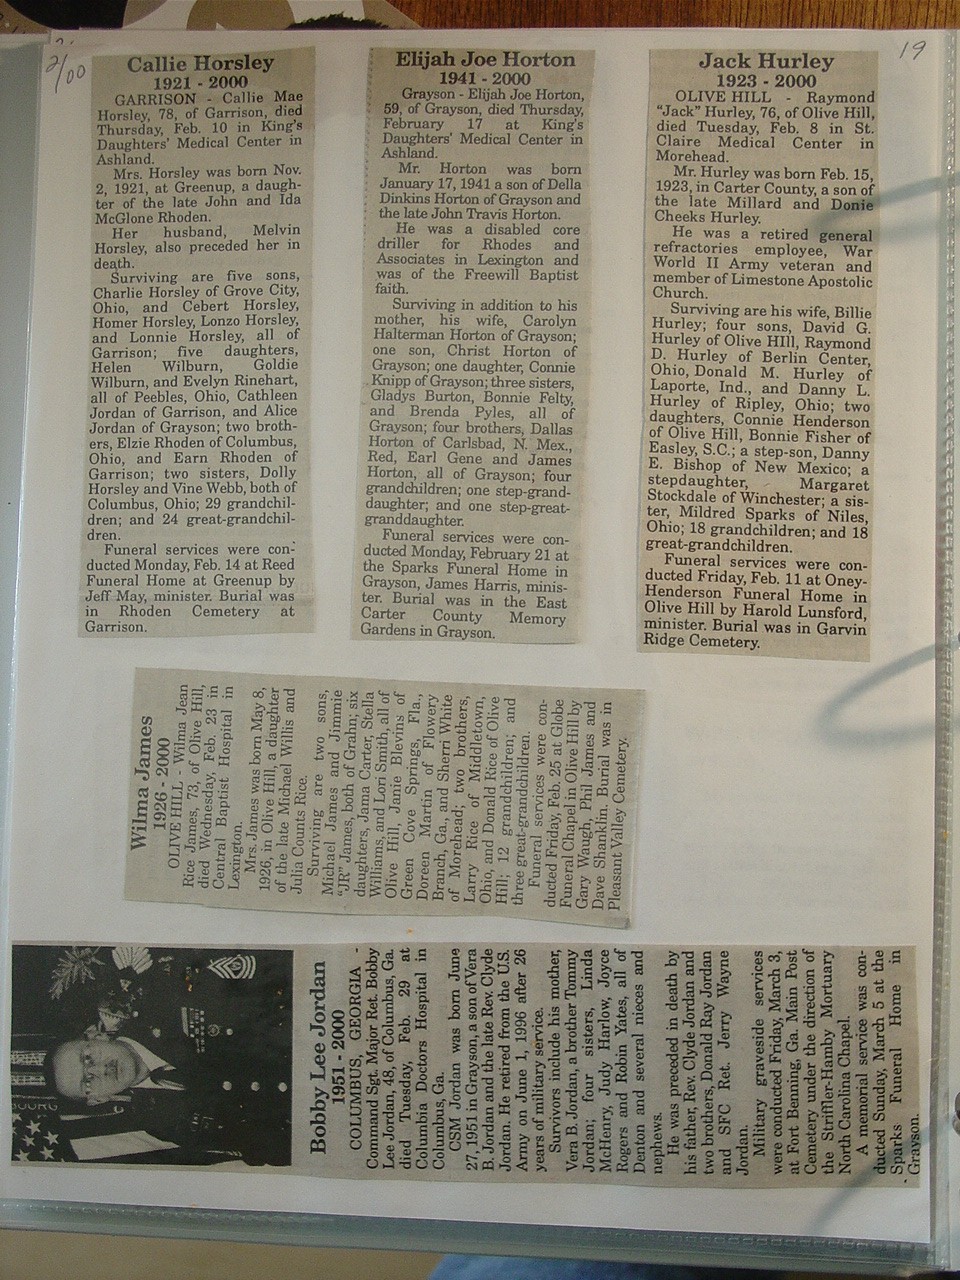 2/00
19
Callie Horsley
1921 - 2000
GARRISON - Callie Mae
Horsley, 78, of Garrison, died
Thursday, Feb. 10 in King's
Daughters' Medical Center in
Ashland.
Mrs. Horsley was born Nov.
2, 1921, at Greenup, a daugh-
ter of the late John and Ida
McGlone Rhoden.
Her husband, Melvin
Horsley, also preceded her in
death.
Surviving are five sons,
Charlie Horsley of Grove City,
Ohio, and Cebert Horsley,
Homer Horsley, Lonzo Horsley,
and Lonnie Horsley, all of
Garrison; five daughters,
Helen Wilburn, Goldie
Wilburn, and Evelyn Rinehart,
all of Peebles, Ohio, Cathleen
Jordan of Garrison, and Alice
Jordan of Grayson; two broth-
ers, Elzie Rhoden of Columbus,
Ohio, and Earn Rhoden of
Garrison; two sisters, Dolly
Horsley and Vine Webb, both of
Columbus, Ohio; 29 grandchil-
dren; and 24 great-grandchil-
dren.
Funeral services were con-
ducted Monday, Feb. 14 at Reed
Funeral Home at Greenup by
Jeff May, minister. Burial was
in Rhoden Cemetery at
Garrison.
Elijah Joe Horton
1941 - 2000
Grayson - Elijah Joe Horton,
59, of Grayson, died Thursday,
February 17 at King's
Daughters' Medical Center in
Ashland.
Mr. Horton was born
January 17, 1941 a son of Della
Dinkins Horton of Grayson and
the late John Travis Horton.
He was a disabled core
driller for Rhodes and
Associates in Lexington and
was of the Freewill Baptist
faith.
Surviving in addition to his
mother, his wife, Carolyn
Halterman Horton of Grayson;
one son, Christ Horton of
Grayson; one daughter, Connie
Knipp of Grayson; three sisters,
Gladys Burton, Bonnie Felty,
and Brenda Pyles, all of
Grayson; four brothers, Dallas
Horton of Carlsbad, N. Mex.,
Red, Earl Gene and James
Horton, all of Grayson; four
grandchildren; one step-grand-
daughter; and one step-great-
granddaughter.
Funeral services were con-
ducted Monday, February 21 at
the Sparks Funeral Home in
Grayson, James Harris, minis-
ter. Burial was in the East
Carter County Memory
Gardens in Grayson.
Jack Hurley
1923 - 2000
OLIVE HILL - Raymond
"Jack" Hurley, 76, of Olive Hill,
died Tuesday, Feb. 8 in St.
Claire Medical Center in
Morehead.
Mr. Hurley was born Feb. 15,
1923, in Carter County, a son of
the late Millard and Donie
Cheeks Hurley.
He was a retired general
refractories employee, War
World II Army veteran and
member of Limestone Apostolic
Church.
Surviving are his wife, Billie
Hurley; four sons, David G.
Hurley of Olive HIll, Raymond
D. Hurley of Berlin Center,
Ohio, Donald M. Hurley of
Laporte, Ind., and Danny L.
Hurley of Ripley, Ohio; two
daughters, Connie Henderson
of Olive Hill, Bonnie Fisher of
Easley, S.C.; a step-son, Danny
E. Bishop of New Mexico; a
stepdaughter, Margaret
Stockdale of Winchester; a sis-
ter, Mildred Sparks of Niles,
Ohio; 18 grandchildren; and 18
great-grandchildren.
Funeral services were con-
ducted Friday, Feb. 11 at Oney-
Henderson Funeral Home in
Olive Hill by Harold Lunsford,
minister. Burial was in Garvin
Ridge Cemetery.
Wilma James
1926 - 2000
OLIVE HILL - Wilma Jean
Rice James, 73, of Olive Hill,
died Wednesday, Feb. 23 in
Central Baptist Hospital in
Lexington.
Mrs. James was born May 8,
1926, in Olive Hill, a daughter
of the late Michael Willis and
Julia Counts Rice.
Surviving are two sons,
Michael James and Jimmie
"JR" James, both of Grahn; six
daughters, Jama Carter, Stella
Williams, and Lori Smith, all of
Olive Hill, Janie Blevins of
Green Cove Springs, Fla.,
Doreen Martin of Flowery
Branch, Ga., and Sherri White
of Morehead; two brothers,
Larry Rice of Middletown,
Ohio, and Donald Rice of Olive
Hill; 12 grandchildren; and
three great-grandchildren.
Funeral services were con-
ducted Friday, Feb. 25 at Globe
Funeral Chapel in Olive Hill by
Gary Waugh, Phil James and
Dave Shanklin. Burial was in
Pleasant Valley Cemetery.
Bobby Lee Jordan
1951 - 2000
COLUMBUS, GEORGIA -
Command Sgt. Major Ret. Bobby
Lee Jordan, 48, of Columbus, Ga.
died Tuesday, Feb. 29 at
Columbia Doctors Hospital in
Columbus, Ga.
CSM Jordan was born June
27, 1951 in Grayson, a son of Vera
B. Jordan and the late Rev. Clyde
Jordan. He retired from the U.S.
Army on June 1, 1996 after 26
years of military service.
Survivors include his mother,
Vera B. Jordan, a brother Tommy
Jordan; four sisters, Linda
McHenry, Judy Harlow, Joyce
Rogers and Robin Yates, all of
Denton and several nieces and
nephews.
He was preceded in death by
his father, Rev. Clyde Jordan and
two brothers, Donald Ray Jordan
and SFC Ret. Jerry Wayne
Jordan.
Military graveside services
were conducted Friday, March 3,
at Fort Benning, Ga. Main Post
Cemetery under the direction of
the Striffler-Hamby Mortuary
North Carolina Chapel.
A memorial service was con-
ducted Sunday, March 5 at the
Sparks Funeral Home in
Grayson.